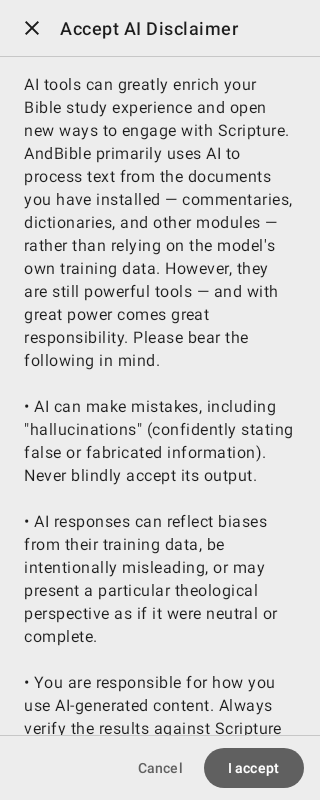 Accept AI Disclaimer
AI tools can greatly enrich your
Bible study experience and open
new ways to engage with Scripture.
AndBible primarily uses AI to
process text from the documents
you have installed — commentaries,
dictionaries, and other modules —
rather than relying on the model's
own training data. However, they
are still powerful tools — and with
great power comes great
responsibility. Please bear the
following in mind.
• AI can make mistakes, including
"hallucinations" (confidently stating
false or fabricated information).
Never blindly accept its output.
• AI responses can reflect biases
from their training data, be
intentionally misleading, or may
present a particular theological
perspective as if it were neutral or
complete.
• You are responsible for how you
use AI-generated content. Always
verify the results against Scripture
Cancel
I accept